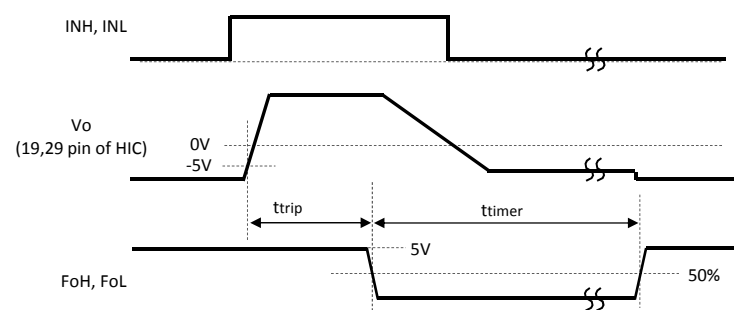 INH, INL
Vo
(19,29 pin of HIC)
0V
-5V
ttrip
ttimer
5V
50%
FoH, FoL